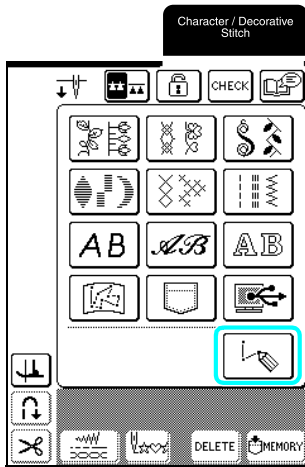 Character / Decorative
Stitch
CHECK
AB
AB
AB
DELETE
MEMORY